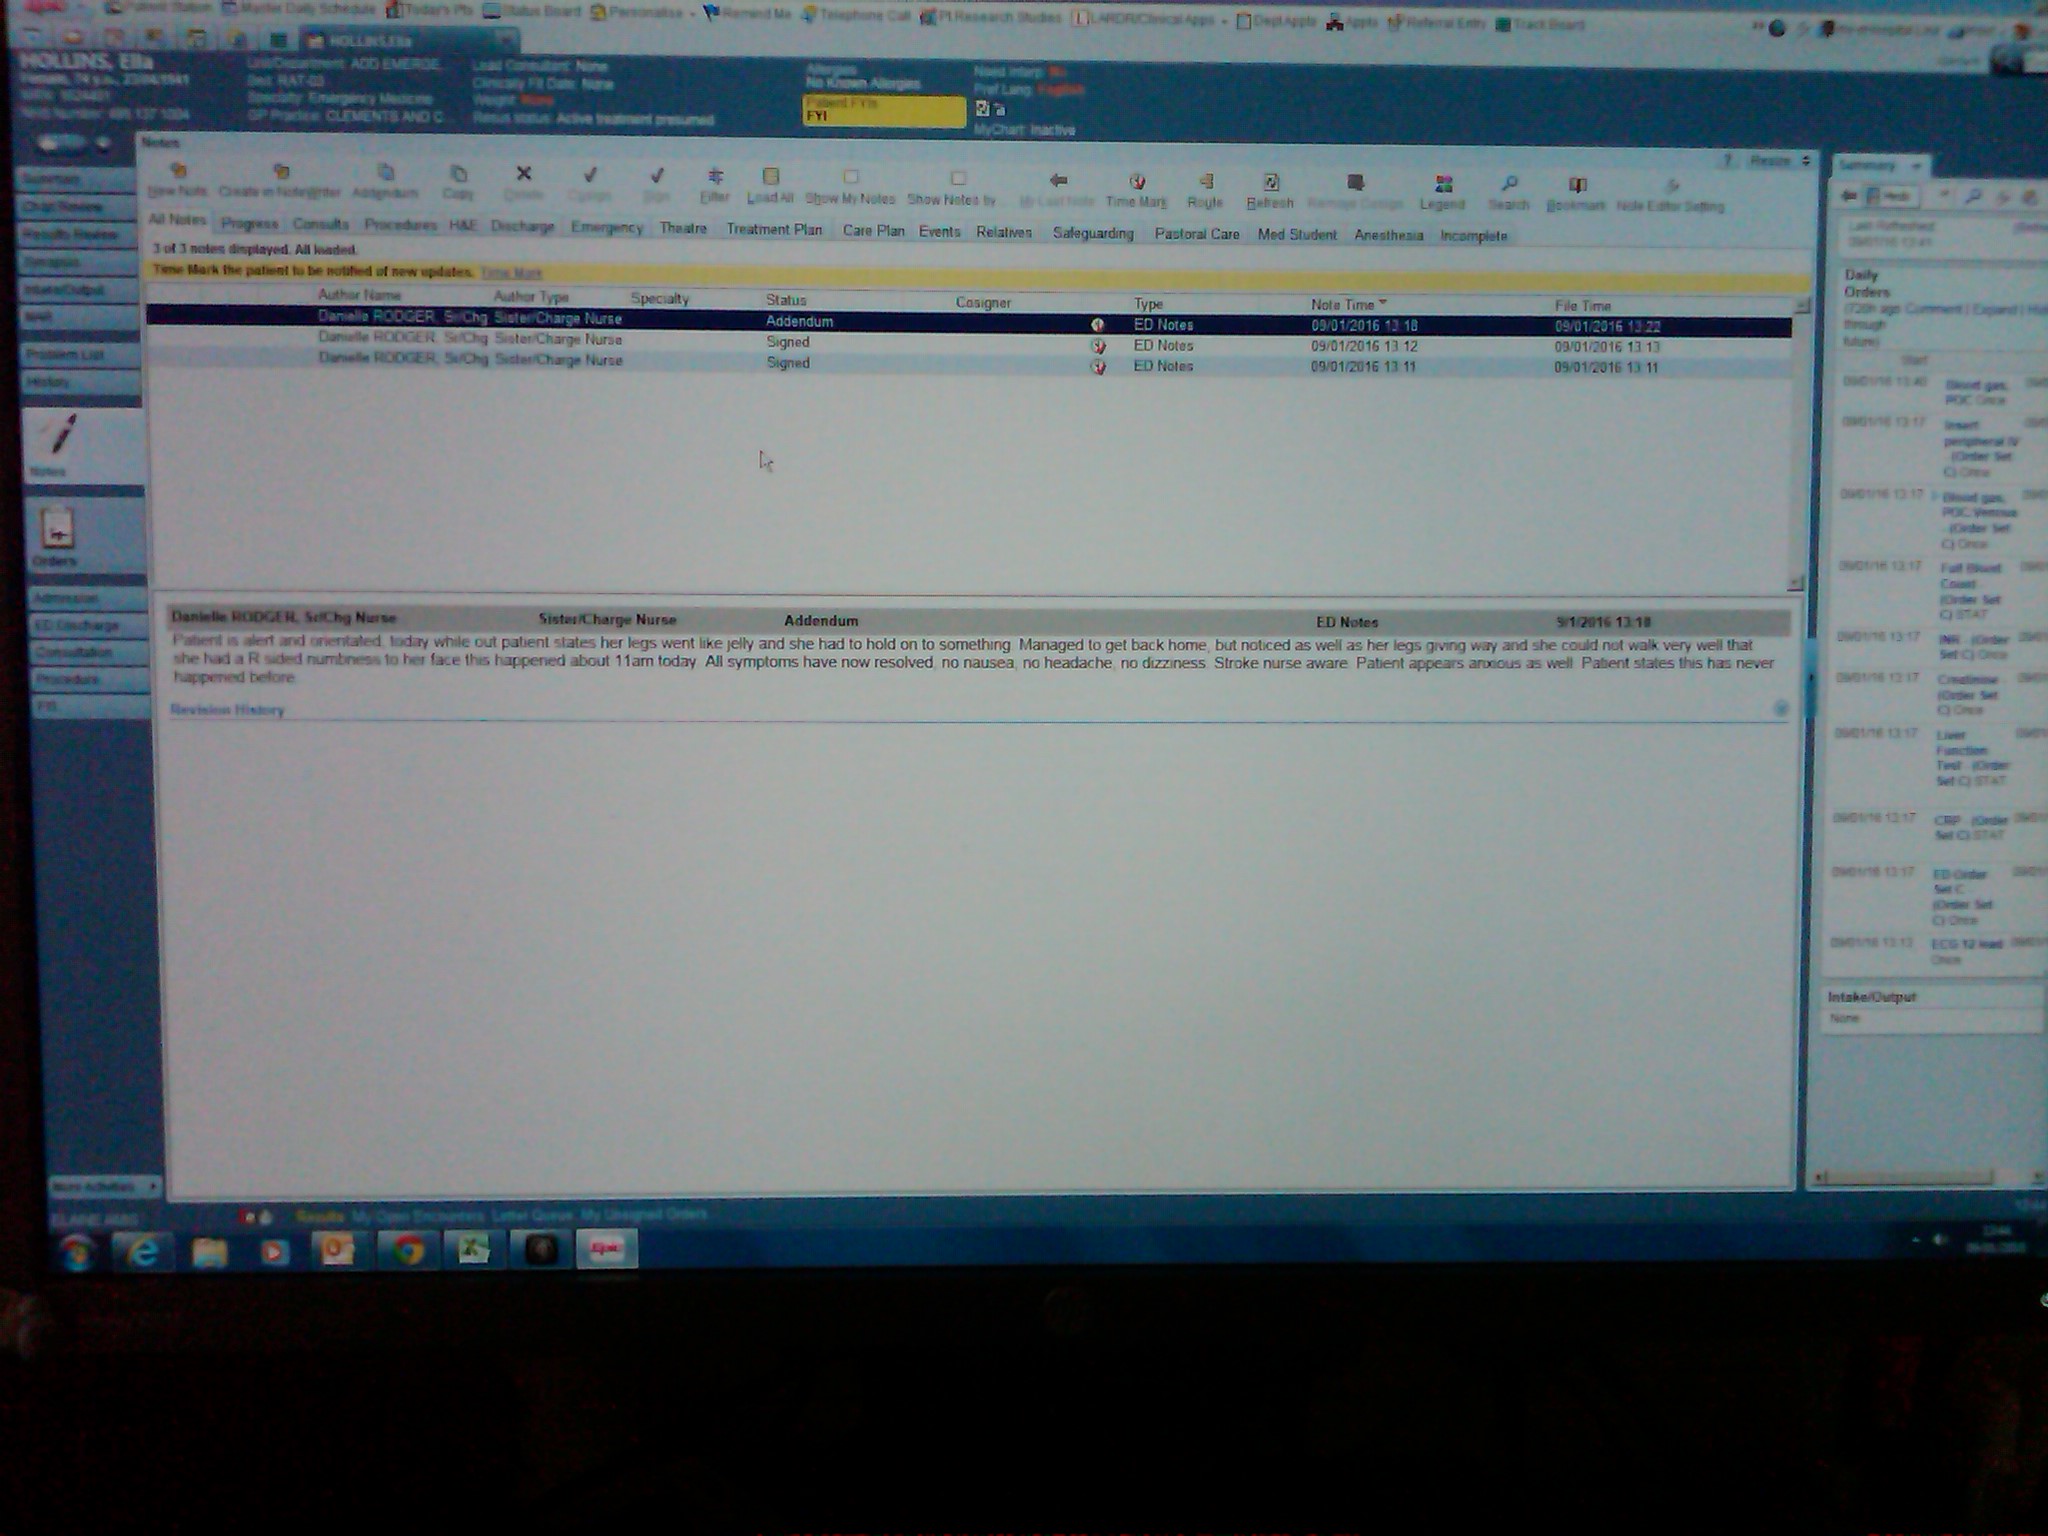 Patient Station Master Daily Schedule Today's Pts Status Board Personalise Remind Me Telephone Call PI Research Studies LARDR/Clinical Apps Dept Appts Appts Referral Entry Track Board
HOLLINS, Ella
HOLLINS, Ella
Female, 74 y.o., 23/04/1941
Bed: RAT-03
Specialty: Emergency Medicine
GP Practice: CLEMENTS AND C...
Lead Consultant: None
Clinically Fit Date: None
Weight: None
Resus status: Active treatment presumed
Allergies
No Known Allergies
Patient FYIs
FYI
Need Interp: No
Pref Lang: English
MyChart: Inactive
Notes
Resize
New Note Create in NoteWriter Addendum Copy Delete Cosign Sign Filter Load All Show My Notes Show Notes by My Last Note Time Mark Route Refresh Legend Search Bookmark Note Editor Setting
All Notes Progress Consults Procedures H&E Discharge Emergency Theatre Treatment Plan Care Plan Events Relatives Safeguarding Pastoral Care Med Student Anesthesia Incomplete
3 of 3 notes displayed. All loaded.
Time Mark the patient to be notified of new updates. Time Mark
Author Name Author Type Specialty Status Cosigner Type Note Time File Time
Danielle RODGER, Sr/Chg Sister/Charge Nurse Addendum ED Notes 09/01/2016 13:18 09/01/2016 13:22
Danielle RODGER, Sr/Chg Sister/Charge Nurse Signed ED Notes 09/01/2016 13:12 09/01/2016 13:13
Danielle RODGER, Sr/Chg Sister/Charge Nurse Signed ED Notes 09/01/2016 13:11 09/01/2016 13:11
Danielle RODGER, Sr/Chg Nurse Sister/Charge Nurse Addendum ED Notes 9/1/2016 13:18
Patient is alert and orientated, today while out patient states her legs went like jelly and she had to hold on to something. Managed to get back home, but noticed as well as her legs giving way and she could not walk very well that
she had a R sided numbness to her face this happened about 11am today. All symptoms have now resolved, no nausea, no headache, no dizziness. Stroke nurse aware. Patient appears anxious as well. Patient states this has never
happened before.
Revision History
Summary
Chart Review
Results Review
Synopsis
Intake/Output
MAR
Problem List
History
Notes
Orders
Admission
ED Discharge
Consultation
Procedure
More Activities
Results My Open Encounters Letter Queue My Unsigned Orders
Summary
Last Refreshed
09/01/16 13:41
Daily
Orders
(720h ago
through
future)
Comment | Expand |
Start
09/01/16 13:40 Blood gas,
POC Once
09/01/16 13:17 Insert
peripheral IV
(Order Set
C) Once
09/01/16 13:17 Blood gas,
POC Venous
(Order Set
C) Once
09/01/16 13:17 Full Blood
Count
(Order Set
C) STAT
09/01/16 13:17 INR (Order
Set C) Once
09/01/16 13:17 Creatinine
(Order Set
C) Once
09/01/16 13:17 Liver
Function
Test (Order
Set C) STAT
09/01/16 13:17 CRP (Order
Set C) STAT
09/01/16 13:17 ED Order
Set C
(Order Set
C) Once
09/01/16 13:13 ECG 12 lead
Once
Intake/Output
None